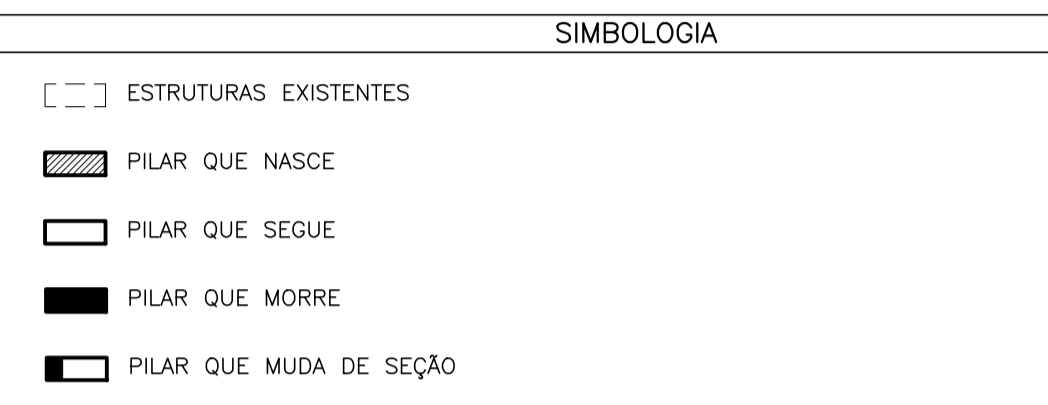 SIMBOLOGIA
ESTRUTURAS EXISTENTES
PILAR QUE NASCE
PILAR QUE SEGUE
PILAR QUE MORRE
PILAR QUE MUDA DE SEÇÃO